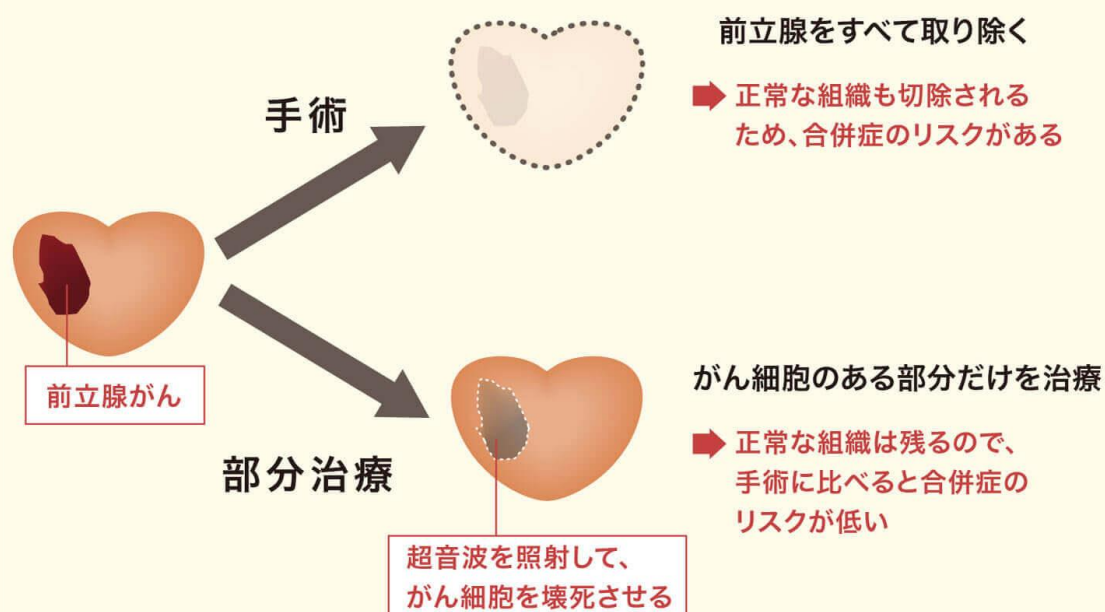 前立腺をすべて取り除く
手術
正常な組織も切除される
ため、合併症のリスクがある
前立腺がん
部分治療
がん細胞のある部分だけを治療
正常な組織は残るので、
手術に比べると合併症の
リスクが低い
超音波を照射して、
がん細胞を壊死させる